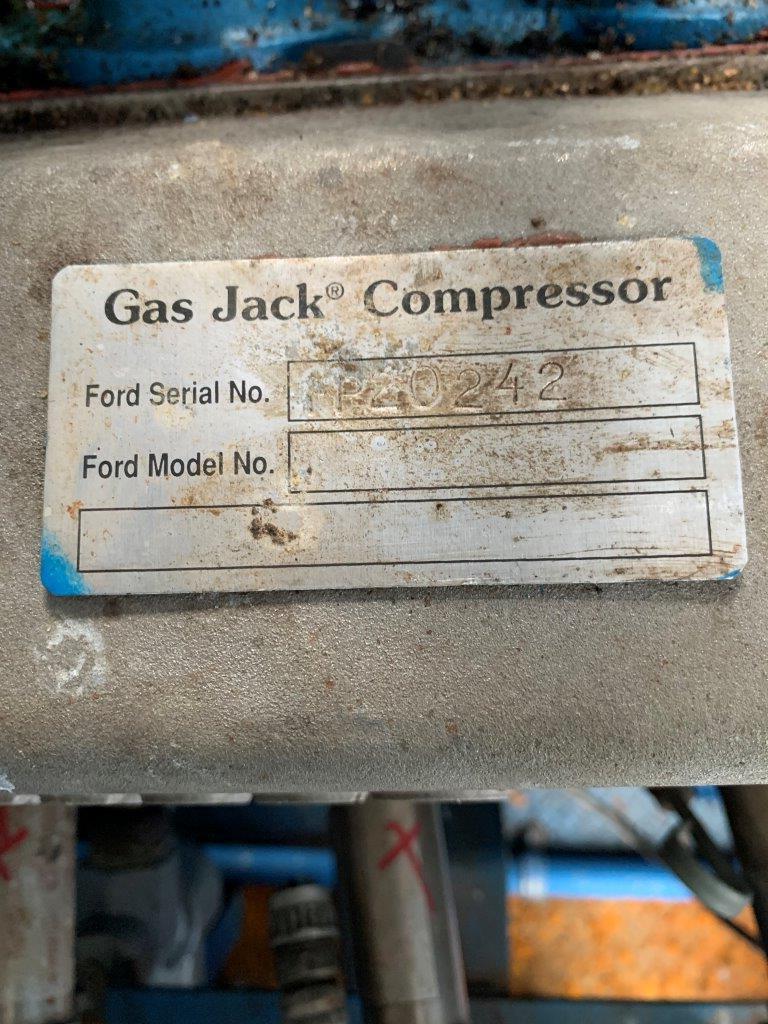 Gas Jack® Compressor
Ford Serial No. 20242
Ford Model No.